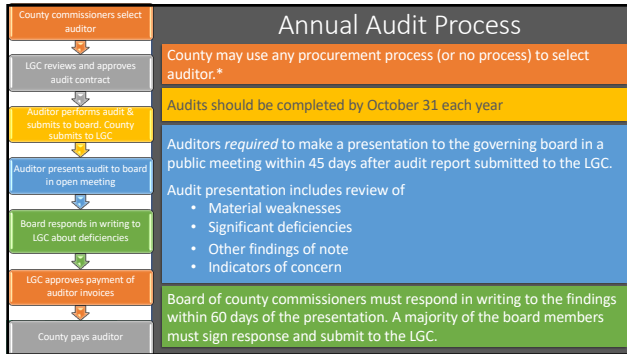 County commissioners select
auditor
LGC reviews and approves
audit contract
Auditor performs audit &
submits to board. County
submits to LGC
Auditor presents audit to board
in open meeting
Board responds in writing to
LGC about deficiencies
LGC approves payment of
auditor invoices
County pays auditor
Annual Audit Process
County may use any procurement process (or no process) to select
auditor.*
Audits should be completed by October 31 each year
Auditors required to make a presentation to the governing board in a
public meeting within 45 days after audit report submitted to the LGC.
Audit presentation includes review of
• Material weaknesses
• Significant deficiencies
• Other findings of note
• Indicators of concern
Board of county commissioners must respond in writing to the findings
within 60 days of the presentation. A majority of the board members
must sign response and submit to the LGC.